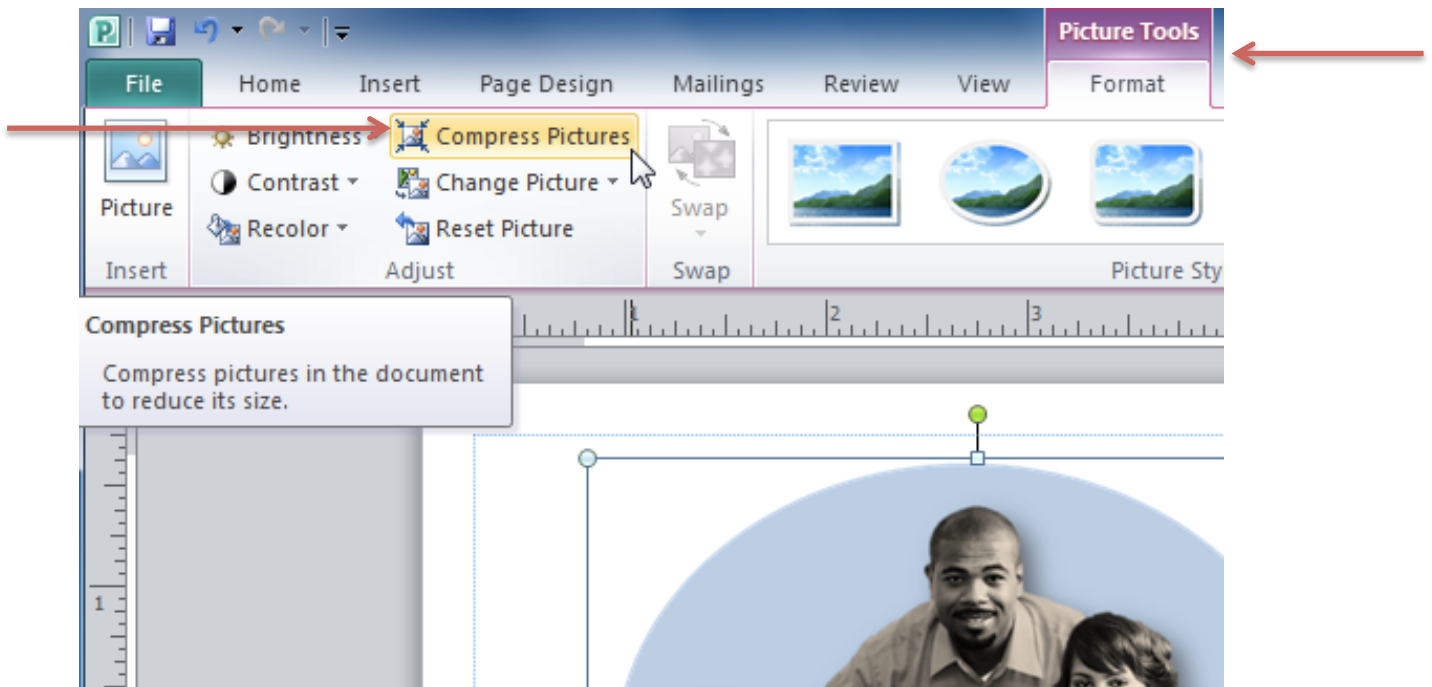 Picture Tools
File Home Insert Page Design Mailings Review View Format
Brightness Compress Pictures
Contrast Change Picture
Recolor Reset Picture
Picture
Swap
Insert Adjust Swap Picture Sty
1 2 3
Compress Pictures
Compress pictures in the document
to reduce its size.
1